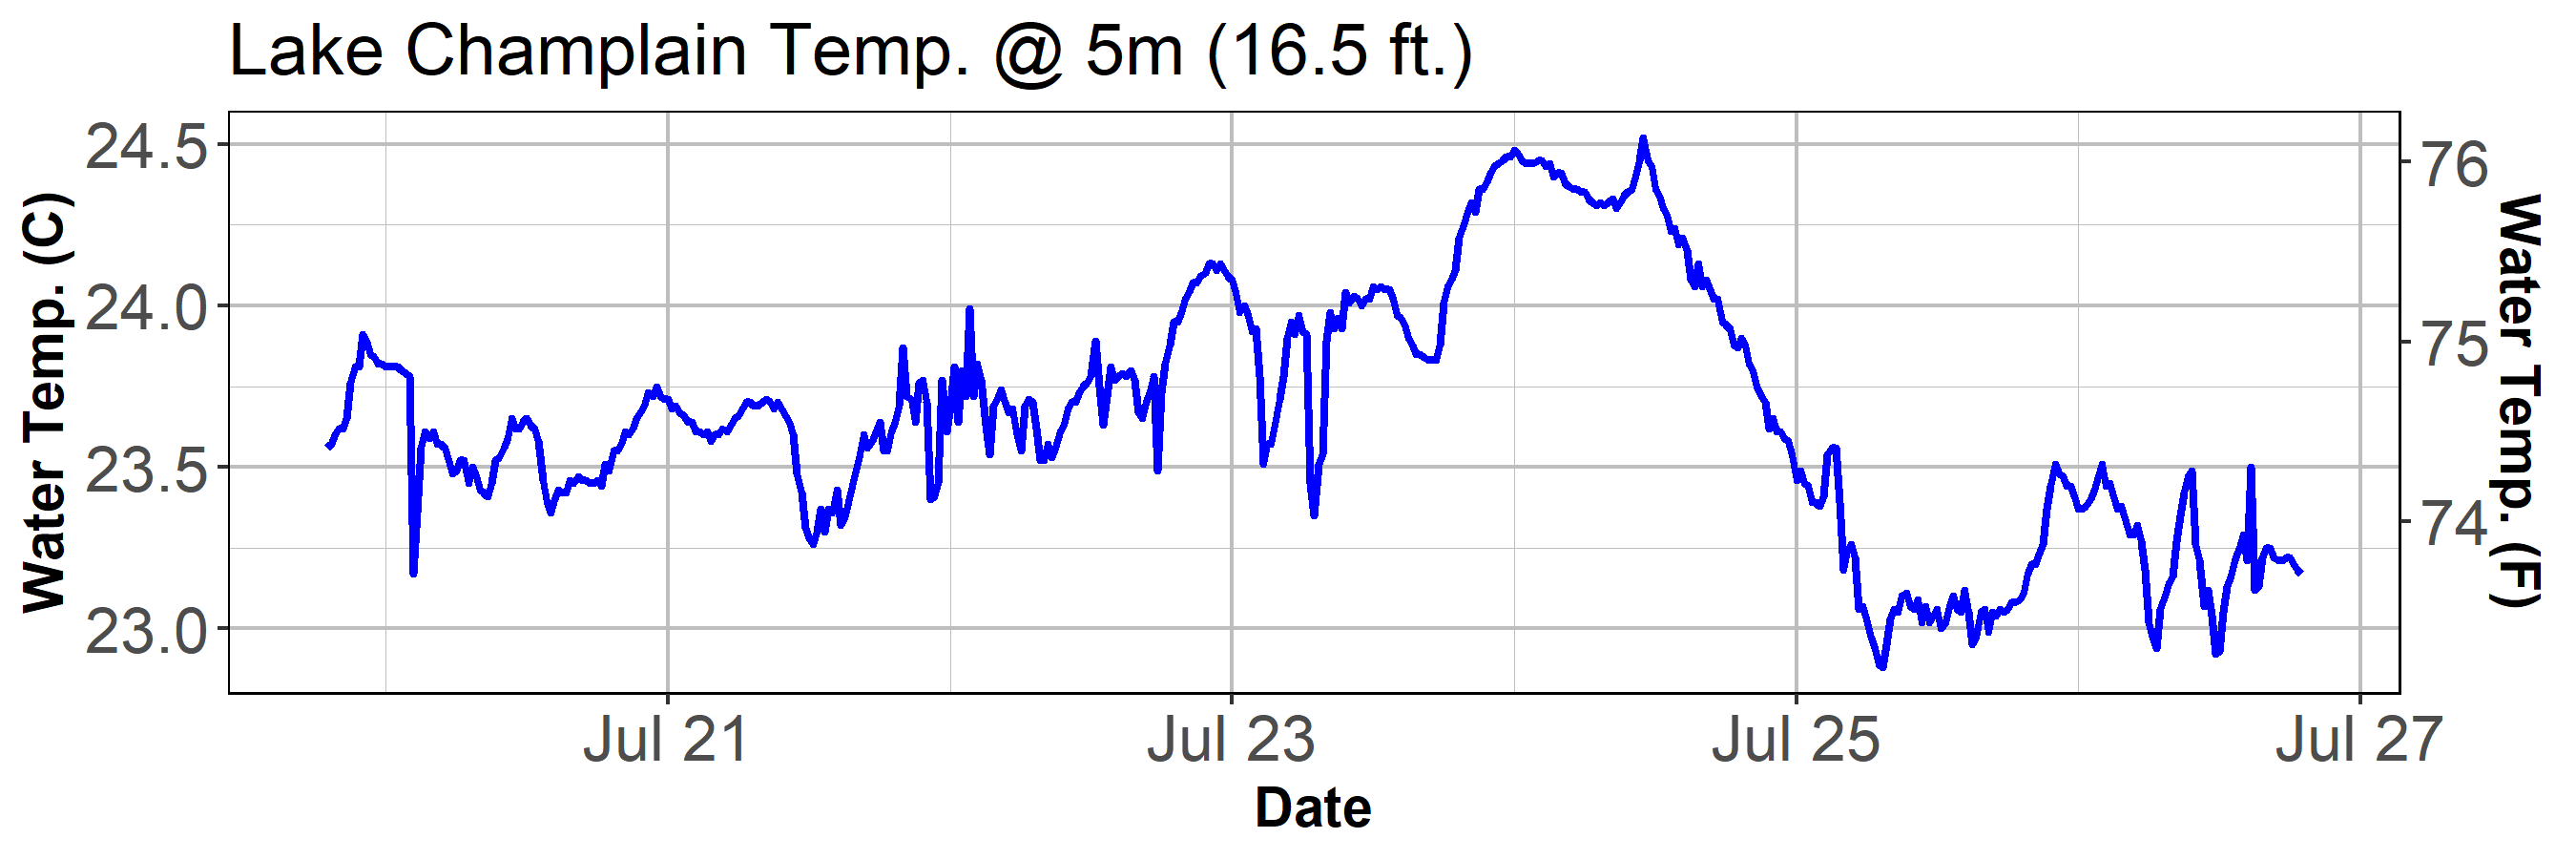 Lake Champlain Temp. @ 5m (16.5 ft.)
Water Temp. (C)
24.5
24.0
23.5
23.0
76
75
74
Water Temp. (F)
Jul 21 Jul 23 Jul 25 Jul 27
Date